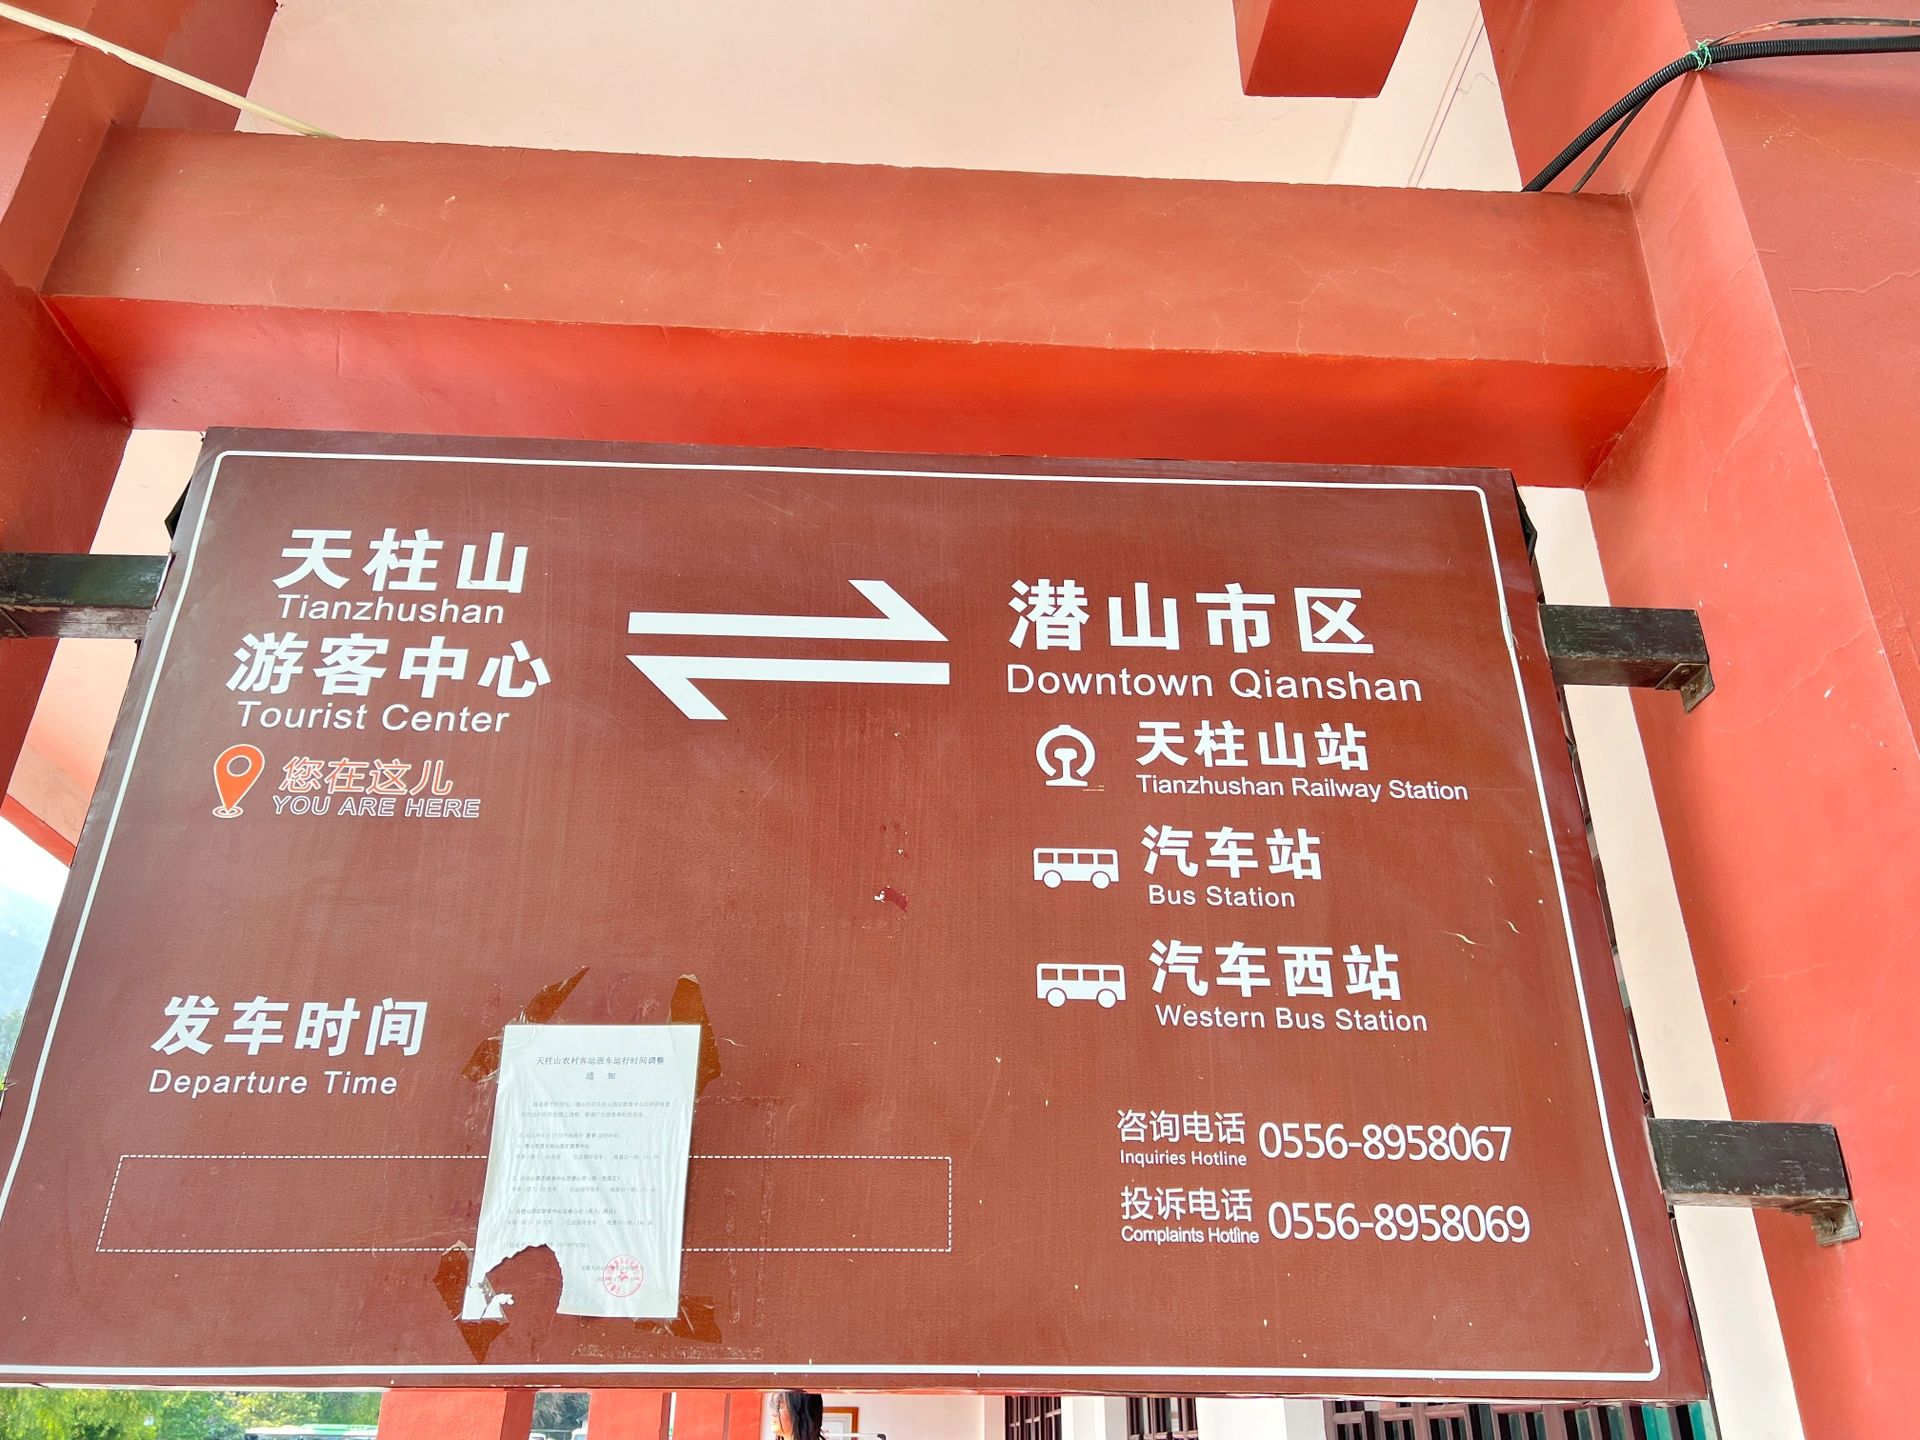 天柱山
Tianzhushan
游客中心
Tourist Center
您在这儿
YOU ARE HERE
潜山市区
Downtown Qianshan
天柱山站
Tianzhushan Railway Station
汽车站
Bus Station
汽车西站
Western Bus Station
发车时间
Departure Time
天柱山农村客运班车运行时间调整
通 知
咨询电话
Inquiries Hotline
0556-8958067
投诉电话
Complaints Hotline
0556-8958069